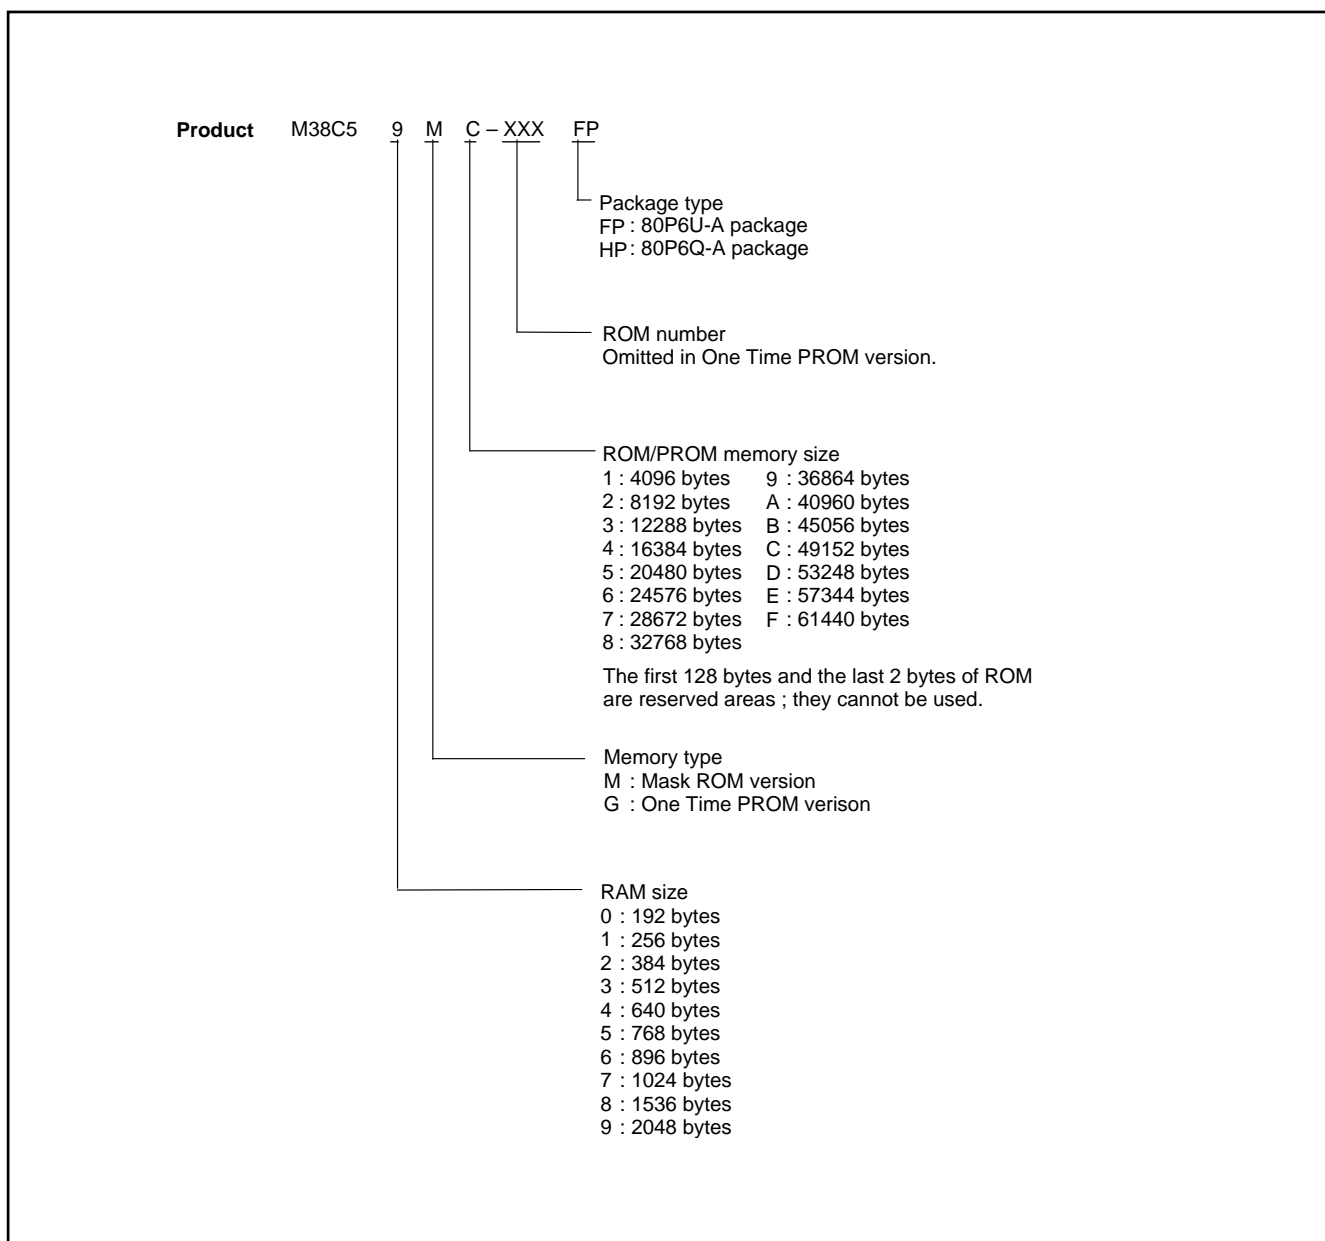 Product M38C5 9 M C – XXX FP
Package type
FP : 80P6U-A package
HP : 80P6Q-A package
ROM number
Omitted in One Time PROM version.
ROM/PROM memory size
1 : 4096 bytes 9 : 36864 bytes
2 : 8192 bytes A : 40960 bytes
3 : 12288 bytes B : 45056 bytes
4 : 16384 bytes C : 49152 bytes
5 : 20480 bytes D : 53248 bytes
6 : 24576 bytes E : 57344 bytes
7 : 28672 bytes F : 61440 bytes
8 : 32768 bytes
The first 128 bytes and the last 2 bytes of ROM
are reserved areas ; they cannot be used.
Memory type
M : Mask ROM version
G : One Time PROM verison
RAM size
0 : 192 bytes
1 : 256 bytes
2 : 384 bytes
3 : 512 bytes
4 : 640 bytes
5 : 768 bytes
6 : 896 bytes
7 : 1024 bytes
8 : 1536 bytes
9 : 2048 bytes